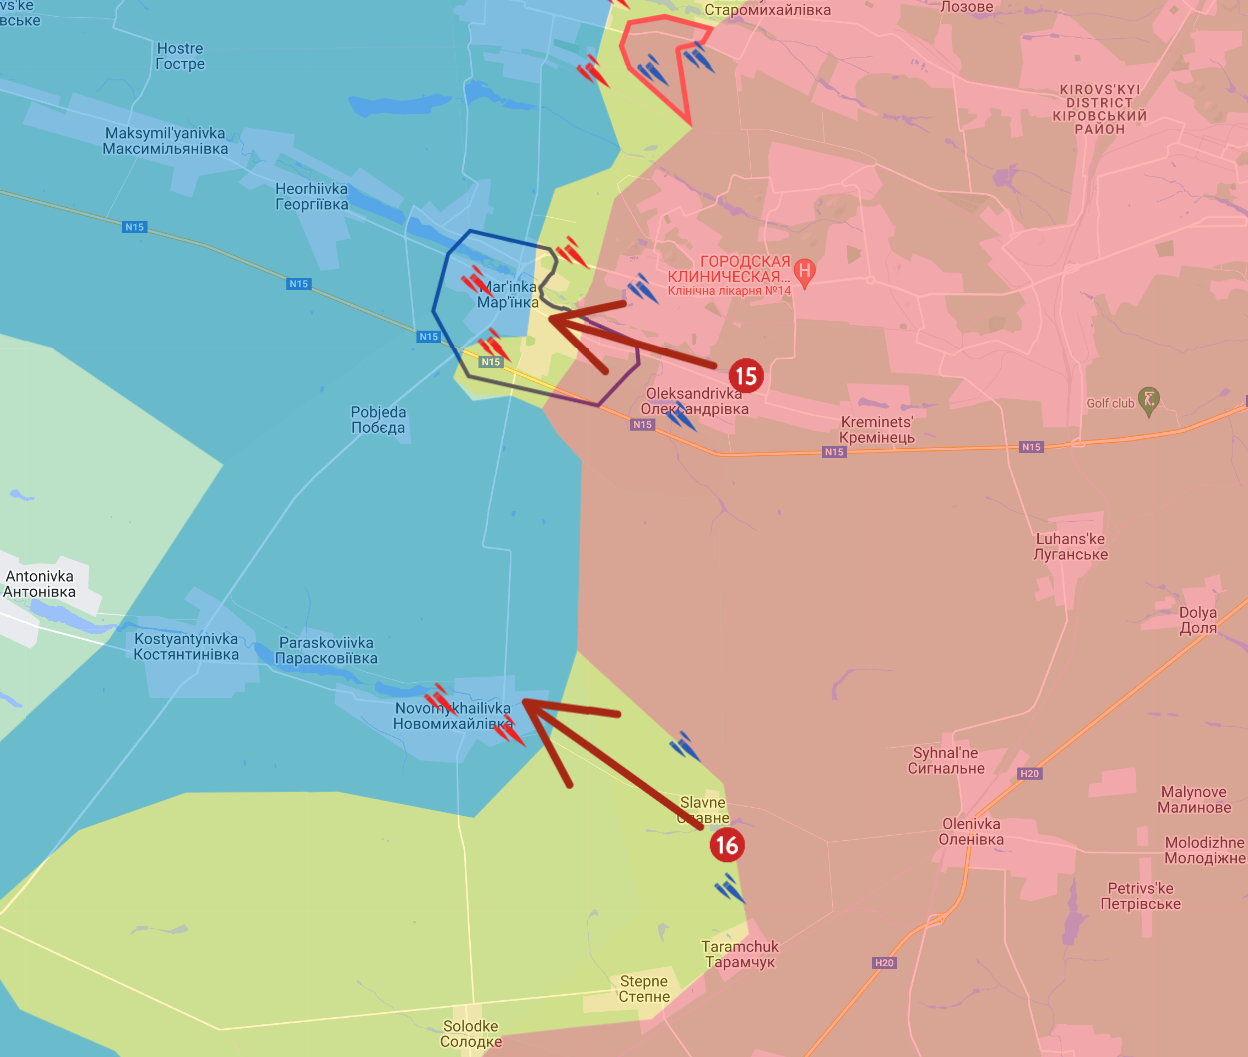 vs'ke
вське
Старомихайлівка
Лозове
Hostre
Гостре
KIROVS'KYI
DISTRICT
КІРОВСЬКИЙ
РАЙОН
Maksymil'yanivka
Максимільянівка
Heorhiivka
Георгіївка
N15
N15
ГОРОДСКАЯ
КЛИНИЧЕСКАЯ...
Клінічна лікарня №14
H
Mar'inka
Мар'їнка
N15
N15
15
Oleksandrivka
Олександрівка
N15
Pobjeda
Побєда
Kreminets'
Кремінець
Golf club
N15
N15
Luhans'ke
Луганське
Antonivka
Антонівка
Dolya
Доля
Kostyantynivka
Костянтинівка
Paraskoviivka
Парасковіївка
Novomykhailivka
Новомихайлівка
Syhnal'ne
Сигнальне
H20
Malynove
Малинове
Slavne
Славне
16
Olenivka
Оленівка
Molodizhne
Молодіжне
Petrivs'ke
Петрівське
Taramchuk
Тарамчук
H20
Stepne
Степне
Solodke
Солодке